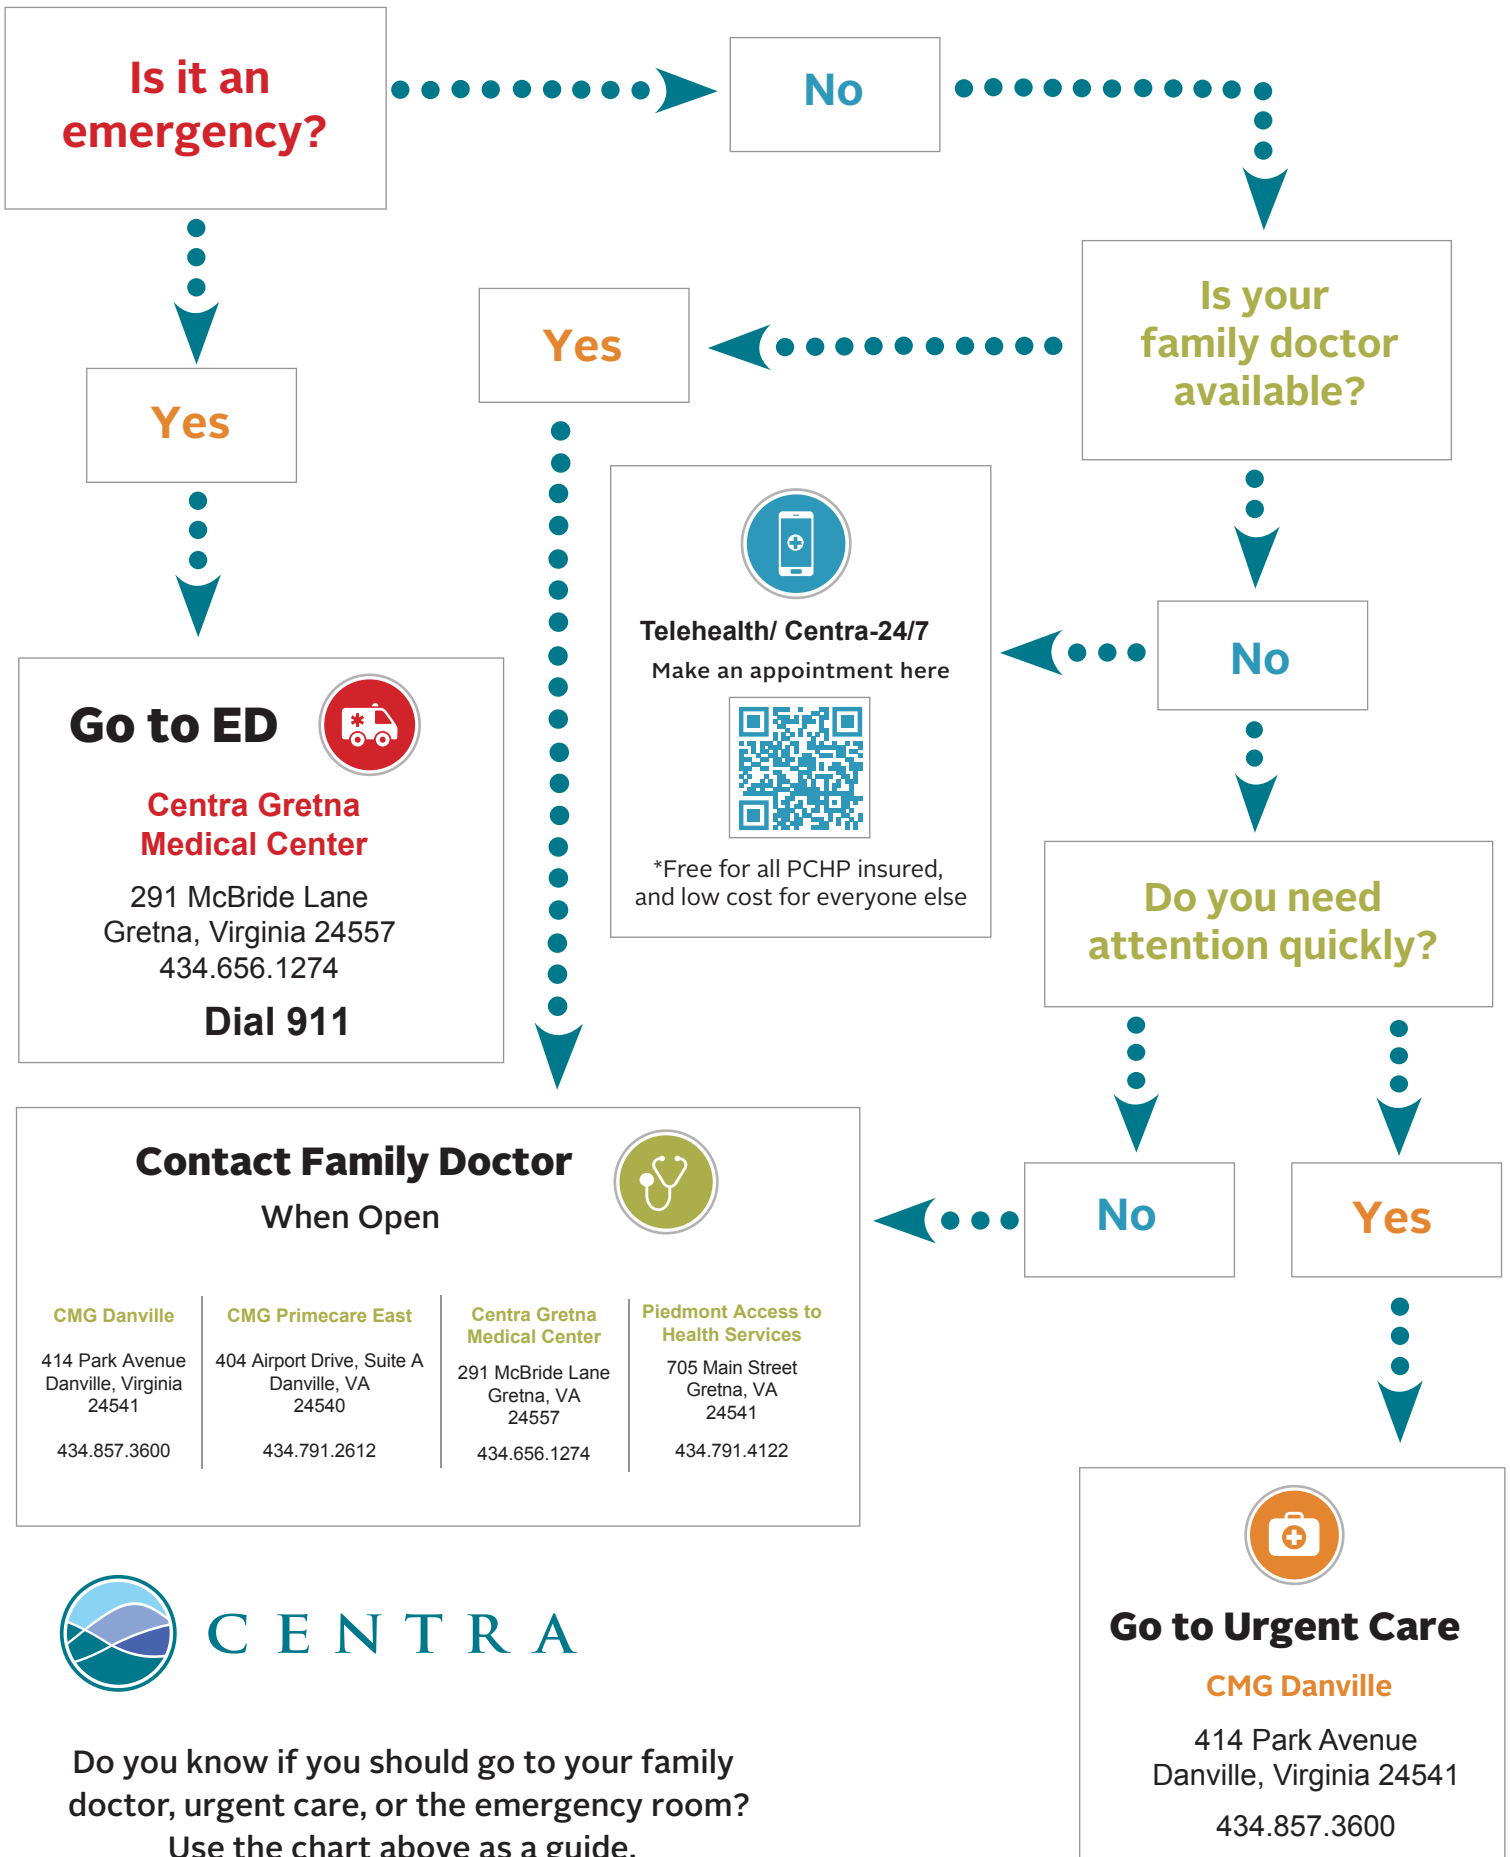 Is it an
emergency?
No
Is your
family doctor
available?
Yes
Yes
Telehealth/ Centra-24/7
Make an appointment here
*Free for all PCHP insured,
and low cost for everyone else
No
Go to ED
Centra Gretna
Medical Center
291 McBride Lane
Gretna, Virginia 24557
434.656.1274
Dial 911
Do you need
attention quickly?
No
Yes
Contact Family Doctor
When Open
CMG Danville
414 Park Avenue
Danville, Virginia
24541
434.857.3600
CMG Primecare East
404 Airport Drive, Suite A
Danville, VA
24540
434.791.2612
Centra Gretna
Medical Center
291 McBride Lane
Gretna, VA
24557
434.656.1274
Piedmont Access to
Health Services
705 Main Street
Gretna, VA
24541
434.791.4122
Go to Urgent Care
CMG Danville
414 Park Avenue
Danville, Virginia 24541
434.857.3600
CENTRA
Do you know if you should go to your family
doctor, urgent care, or the emergency room?
Use the chart above as a guide.